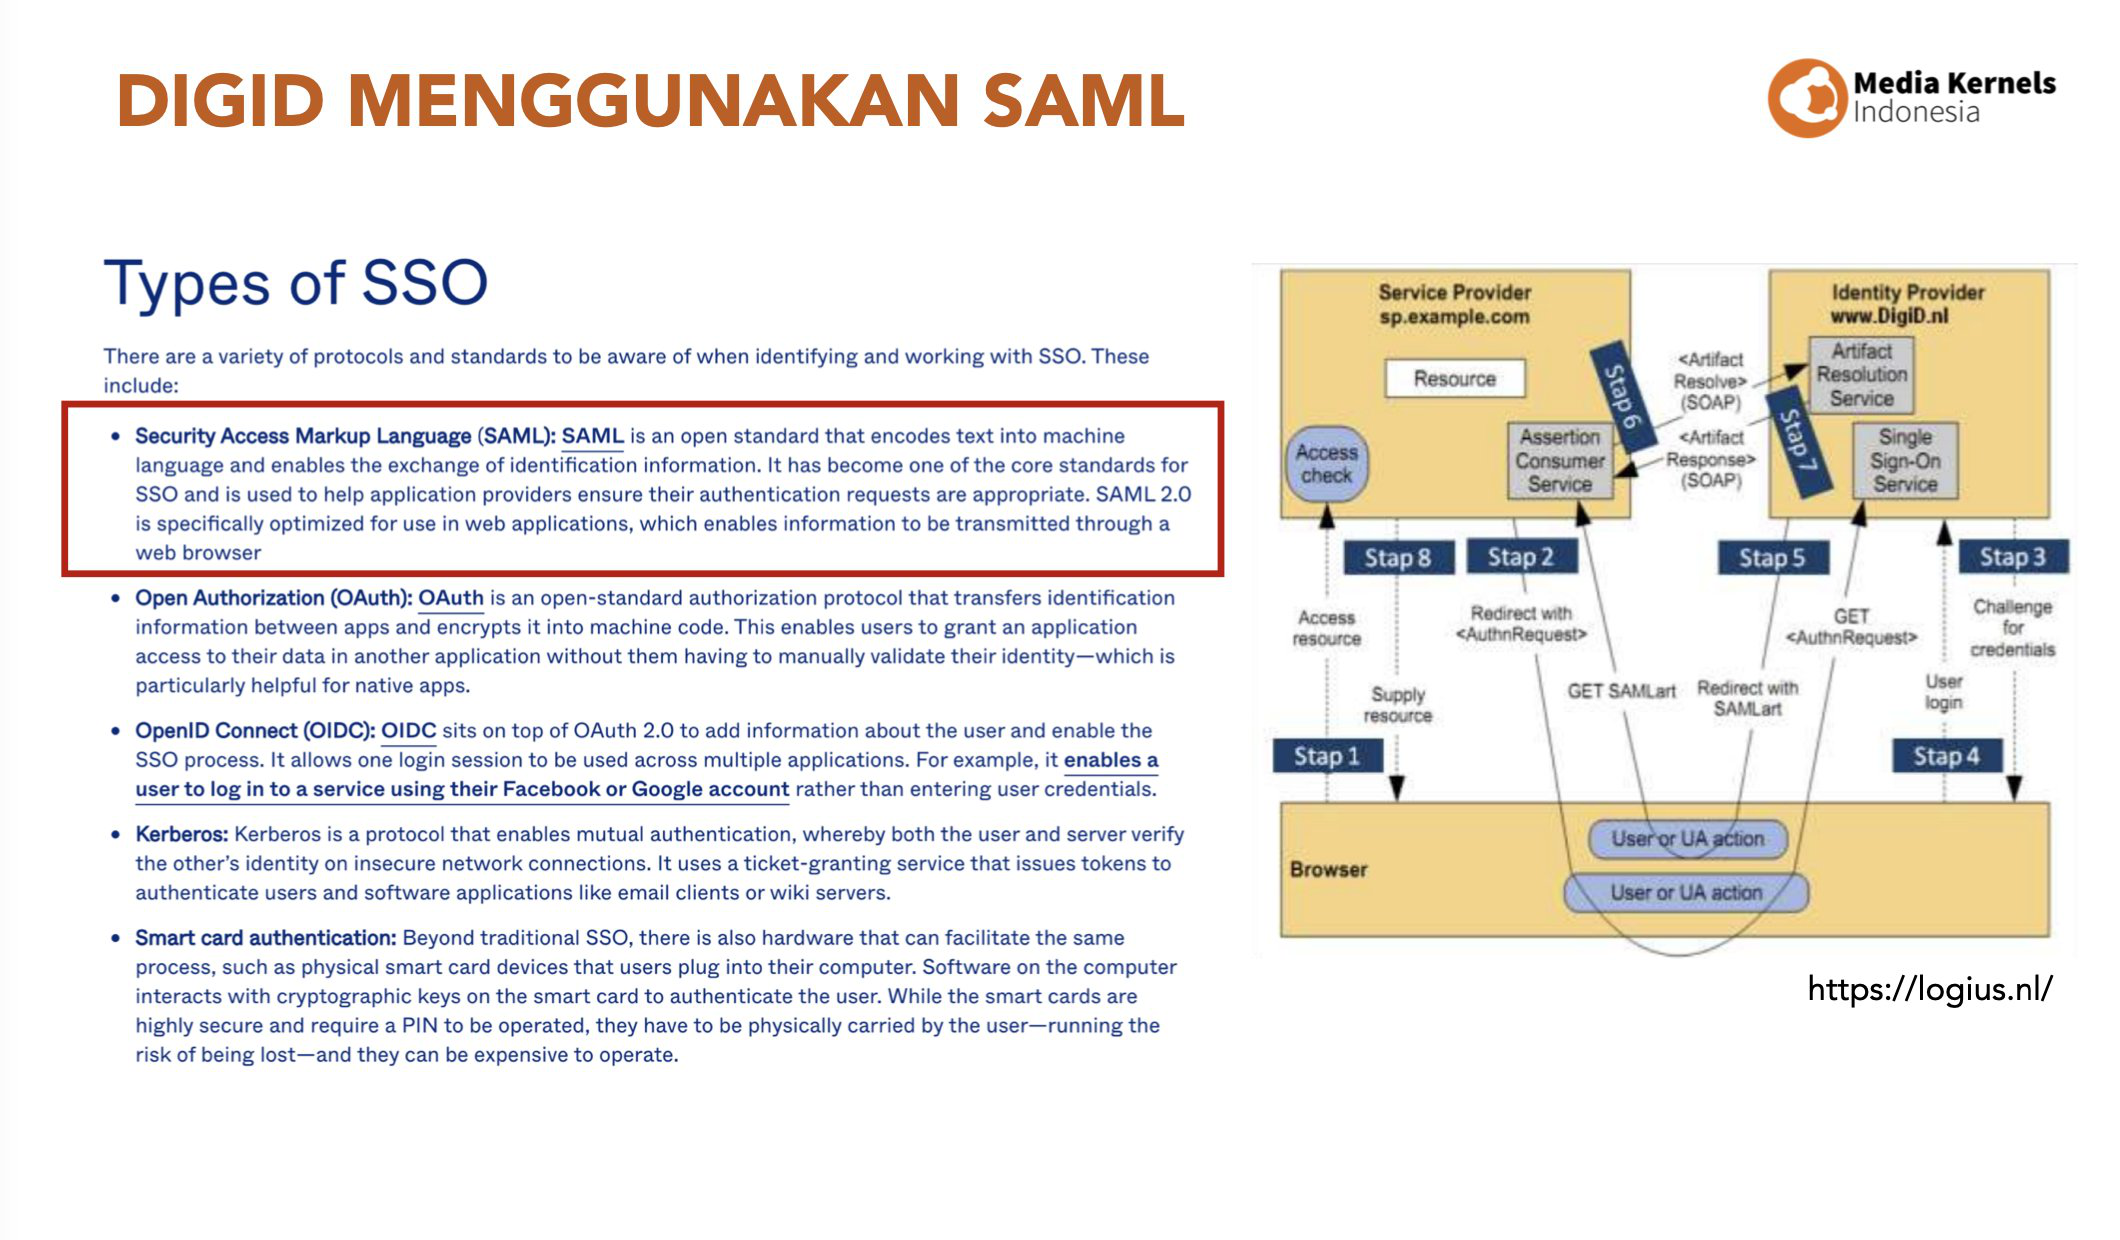 DIGID MENGGUNAKAN SAML
Media Kernels
Indonesia
Types of SSO
There are a variety of protocols and standards to be aware of when identifying and working with SSO. These
include:
• Security Access Markup Language (SAML): SAML is an open standard that encodes text into machine
language and enables the exchange of identification information. It has become one of the core standards for
SSO and is used to help application providers ensure their authentication requests are appropriate. SAML 2.0
is specifically optimized for use in web applications, which enables information to be transmitted through a
web browser
• Open Authorization (OAuth): OAuth is an open-standard authorization protocol that transfers identification
information between apps and encrypts it into machine code. This enables users to grant an application
access to their data in another application without them having to manually validate their identity—which is
particularly helpful for native apps.
• OpenID Connect (OIDC): OIDC sits on top of OAuth 2.0 to add information about the user and enable the
SSO process. It allows one login session to be used across multiple applications. For example, it enables a
user to log in to a service using their Facebook or Google account rather than entering user credentials.
• Kerberos: Kerberos is a protocol that enables mutual authentication, whereby both the user and server verify
the other’s identity on insecure network connections. It uses a ticket-granting service that issues tokens to
authenticate users and software applications like email clients or wiki servers.
• Smart card authentication: Beyond traditional SSO, there is also hardware that can facilitate the same
process, such as physical smart card devices that users plug into their computer. Software on the computer
interacts with cryptographic keys on the smart card to authenticate the user. While the smart cards are
highly secure and require a PIN to be operated, they have to be physically carried by the user—running the
risk of being lost—and they can be expensive to operate.
Service Provider
sp.example.com
Identity Provider
www.DigiD.nl
Resource
Access
check
Assertion
Consumer
Service
Stap 6
<Artifact
Resolve>
(SOAP)
<Artifact
Response>
(SOAP)
Stap 7
Artifact
Resolution
Service
Single
Sign-On
Service
Stap 8
Stap 2
Stap 5
Stap 3
Access
resource
Redirect with
<AuthnRequest>
GET
<AuthnRequest>
Challenge
for
credentials
Supply
resource
GET SAMLart
Redirect with
SAMLart
User
login
Stap 1
Stap 4
User or UA action
Browser
User or UA action
https://logius.nl/